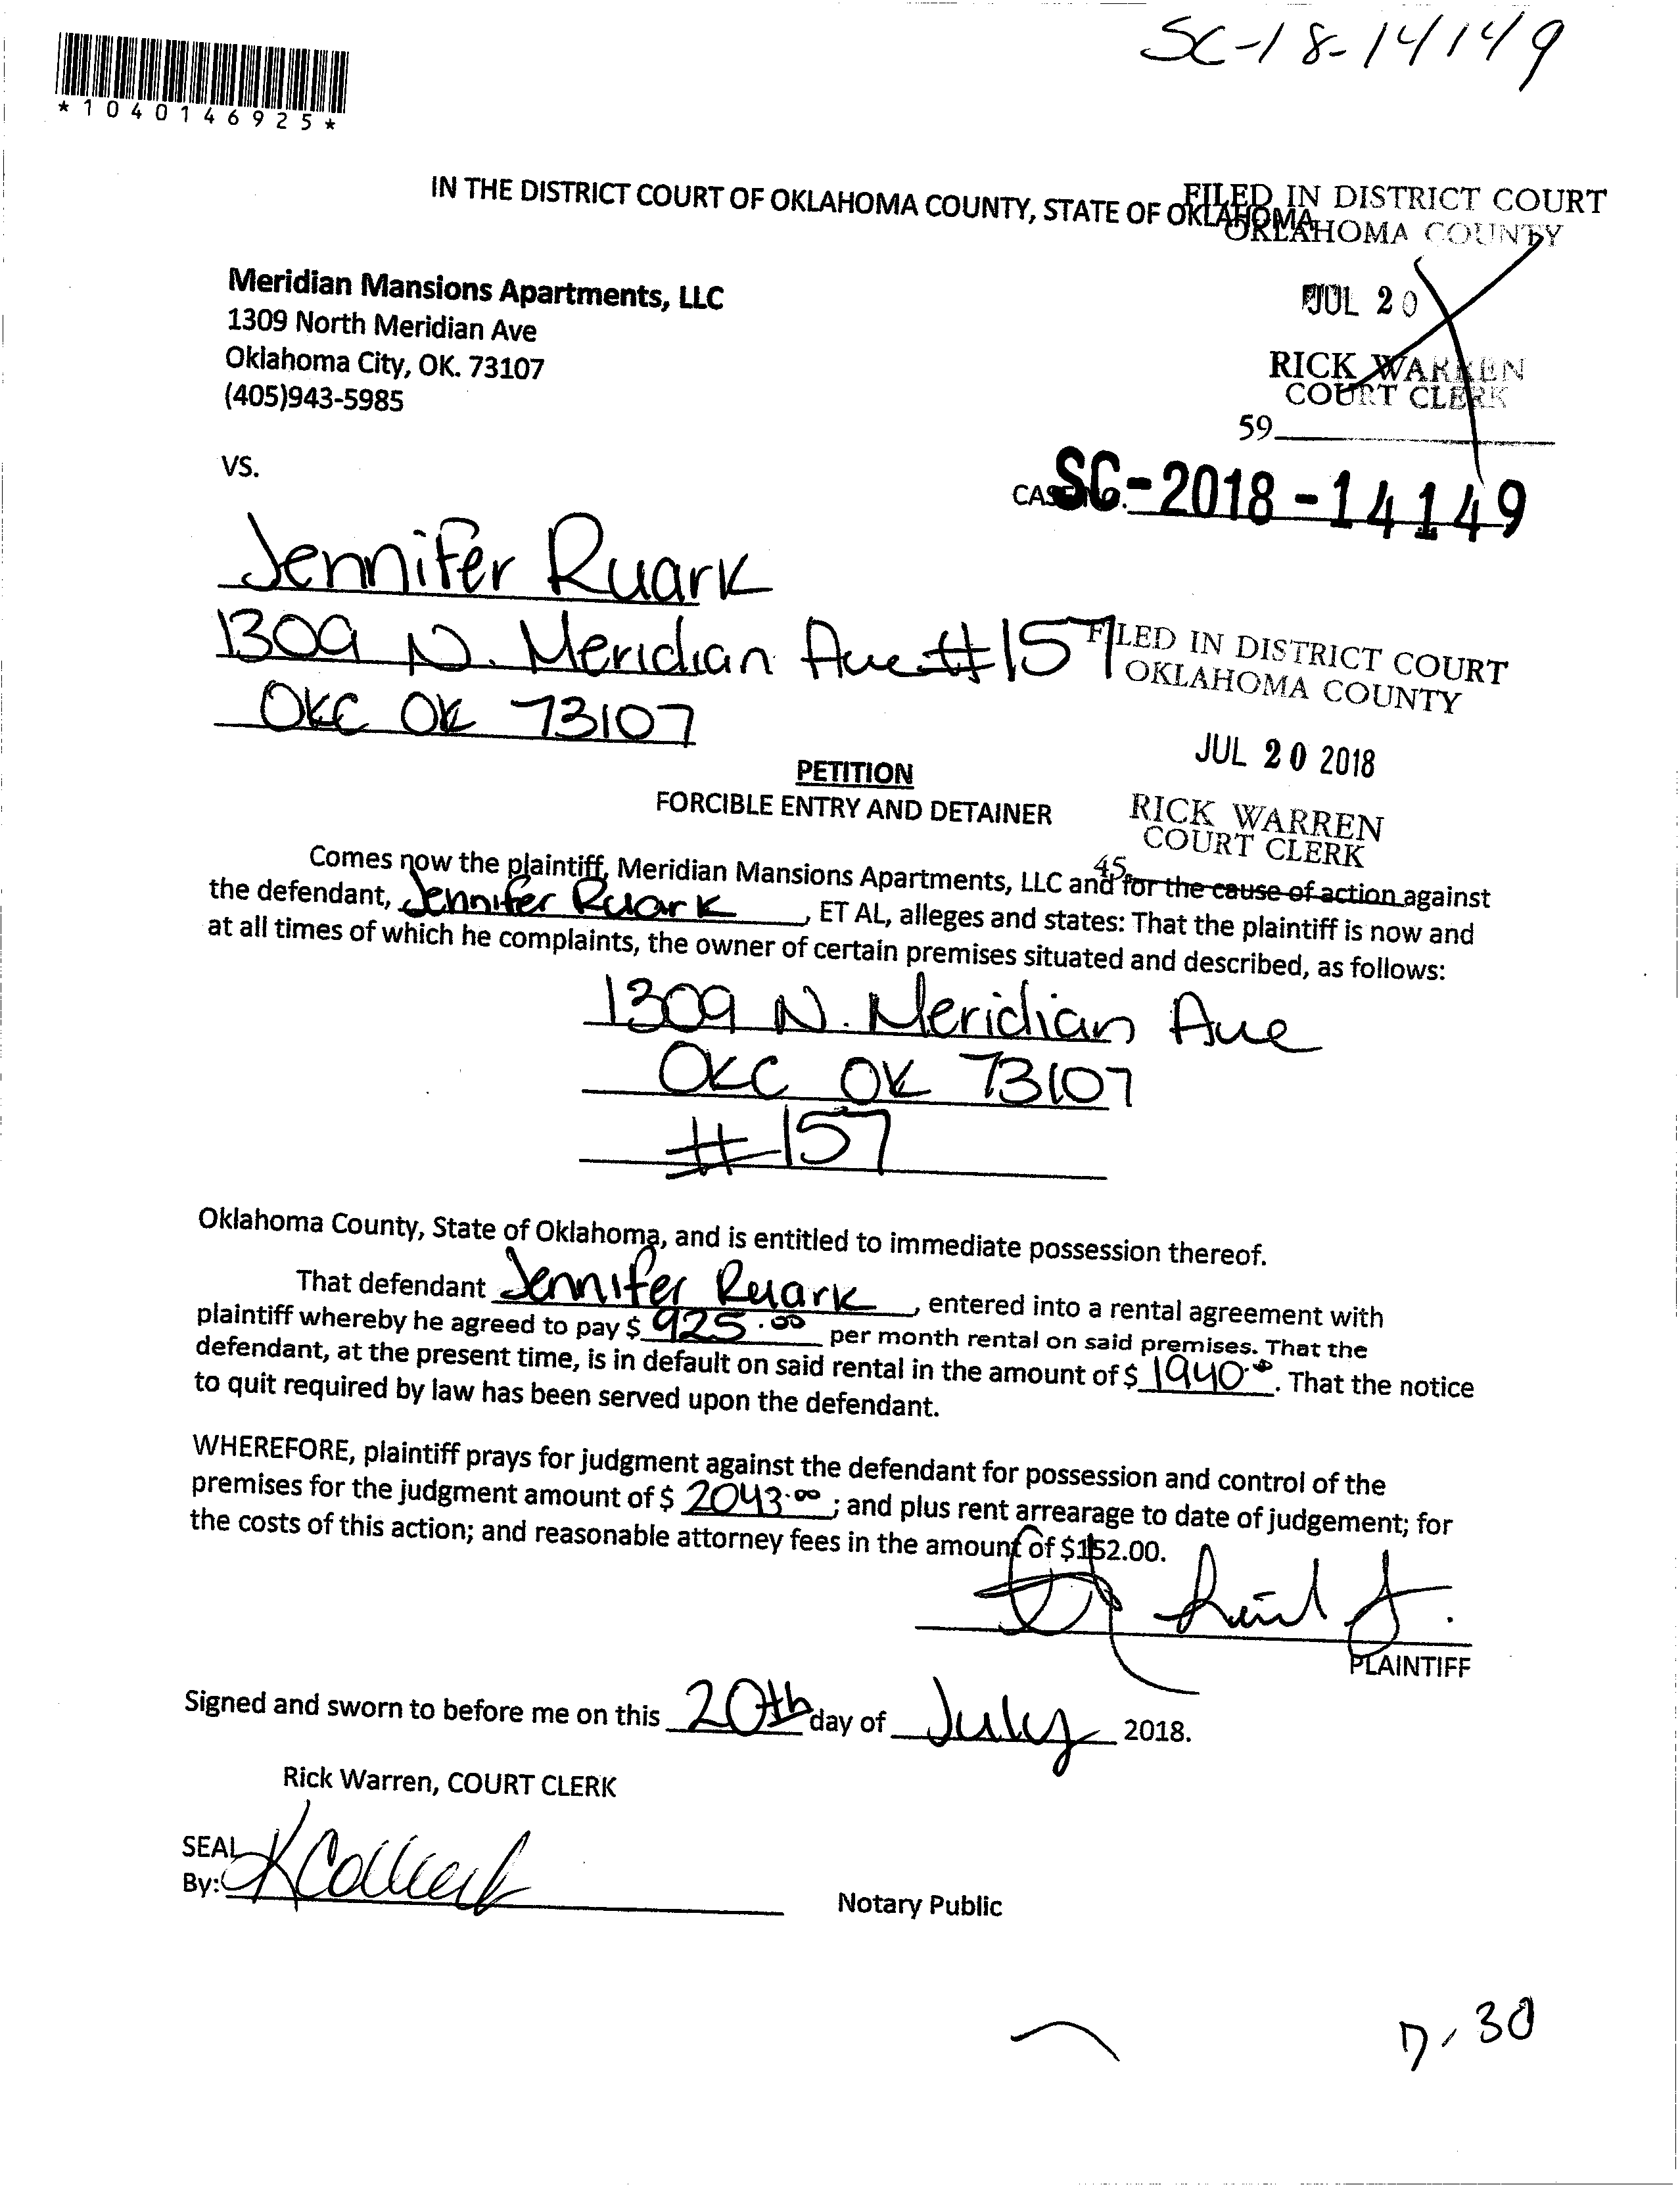 SC-18-14149
*1040146925*
IN THE DISTRICT COURT OF OKLAHOMA COUNTY, STATE OF OKLAHOMA
FILED IN DISTRICT COURT
OKLAHOMA COUNTY
Meridian Mansions Apartments, LLC
1309 North Meridian Ave
Oklahoma City, OK. 73107
(405)943-5985
JUL 20
RICK WARREN
COURT CLERK
59
VS.
CASE NO. SC-2018-14149
Jennifer Ruark
1309 N. Meridian Ave #157
OKC OK 73107
FILED IN DISTRICT COURT
OKLAHOMA COUNTY
JUL 20 2018
RICK WARREN
COURT CLERK
45
PETITION
FORCIBLE ENTRY AND DETAINER
Comes now the plaintiff, Meridian Mansions Apartments, LLC and for the cause of action against
the defendant, Jennifer Ruark, ET AL, alleges and states: That the plaintiff is now and
at all times of which he complaints, the owner of certain premises situated and described, as follows:
1309 N. Meridian Ave
OKC OK 73107
#157
Oklahoma County, State of Oklahoma, and is entitled to immediate possession thereof.
That defendant Jennifer Ruark, entered into a rental agreement with
plaintiff whereby he agreed to pay $ 925.00 per month rental on said premises. That the
defendant, at the present time, is in default on said rental in the amount of $ 1940.00. That the notice
to quit required by law has been served upon the defendant.
WHEREFORE, plaintiff prays for judgment against the defendant for possession and control of the
premises for the judgment amount of $ 2043.00; and plus rent arrearage to date of judgement; for
the costs of this action; and reasonable attorney fees in the amount of $152.00.
PLAINTIFF
Signed and sworn to before me on this 20th day of July 2018.
Rick Warren, COURT CLERK
SEAL
By:
Notary Public
7-30